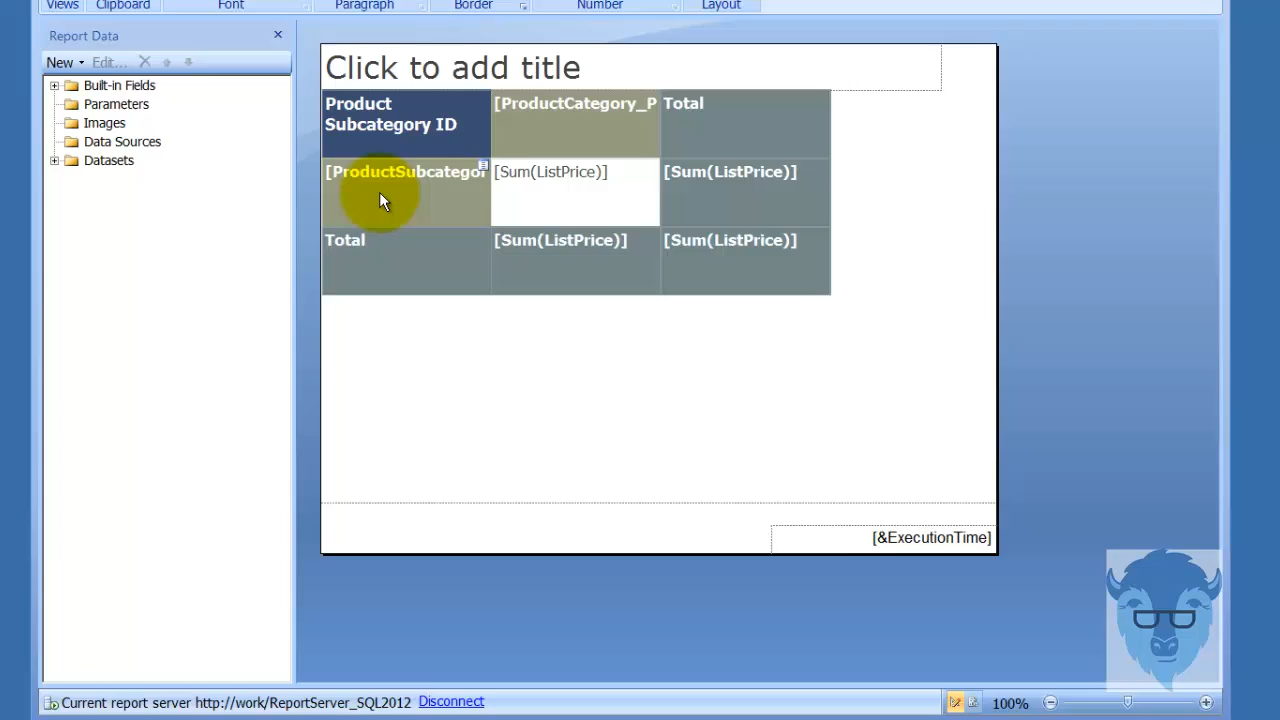 Views Clipboard Font Paragraph Border Number Layout
Report Data
New Edit...
Built-in Fields
Parameters
Images
Data Sources
Datasets
Click to add title
Product
Subcategory ID
[ProductCategory_P
Total
[ProductSubcategor
[Sum(ListPrice)]
[Sum(ListPrice)]
Total
[Sum(ListPrice)]
[Sum(ListPrice)]
[&ExecutionTime]
Current report server http://work/ReportServer_SQL2012 Disconnect
100%